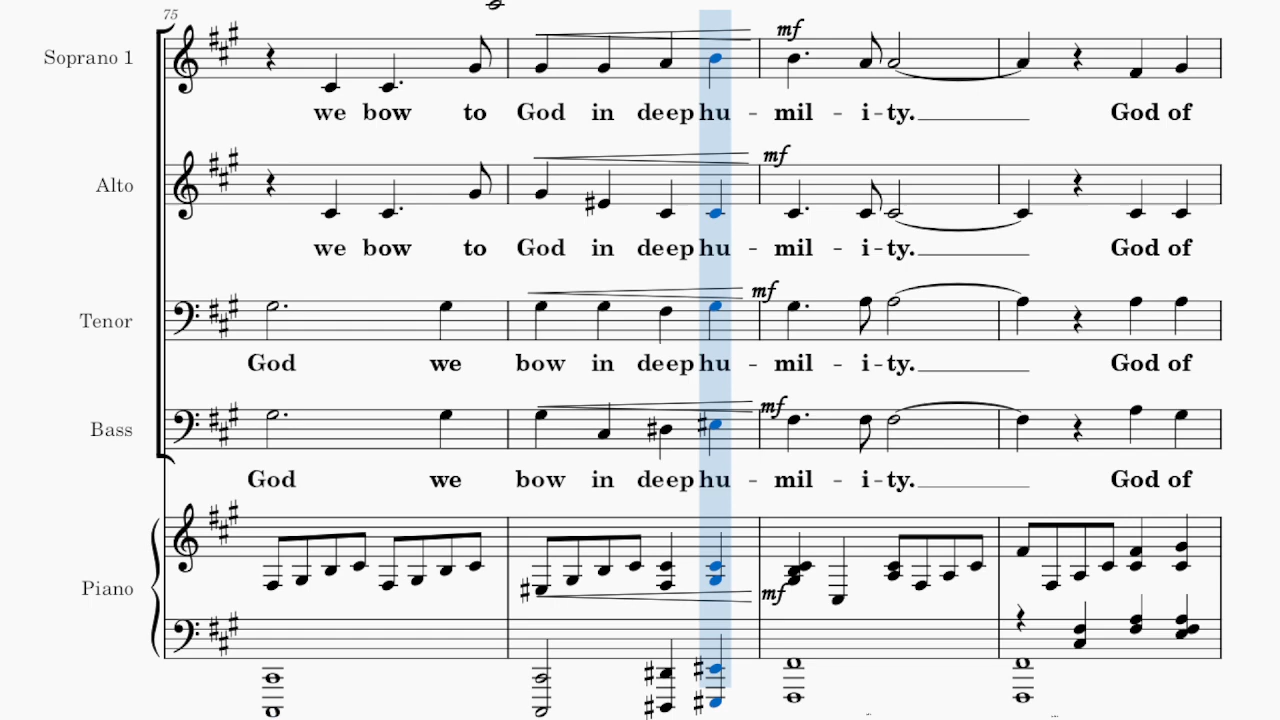 75
mf
Soprano 1
we bow to God in deep hu - mil - i - ty. God of
mf
Alto
we bow to God in deep hu - mil - i - ty. God of
mf
Tenor
God we bow in deep hu - mil - i - ty. God of
mf
Bass
God we bow in deep hu - mil - i - ty. God of
Piano
mf